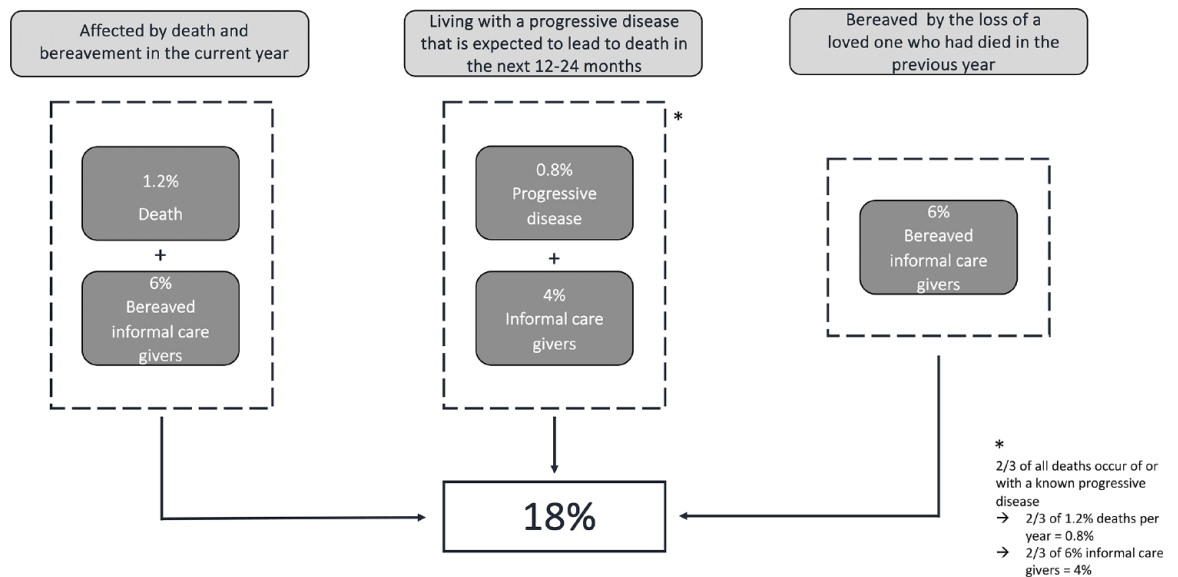 Affected by death and
bereavement in the current year
Living with a progressive disease
that is expected to lead to death in
the next 12-24 months
Bereaved by the loss of a
loved one who had died in the
previous year
1.2%
Death
+
6%
Bereaved
informal care
givers
*
0.8%
Progressive
disease
+
4%
Informal care
givers
6%
Bereaved
informal care
givers
18%
*
2/3 of all deaths occur of or
with a known progressive
disease
→ 2/3 of 1.2% deaths per
year = 0.8%
→ 2/3 of 6% informal care
givers = 4%